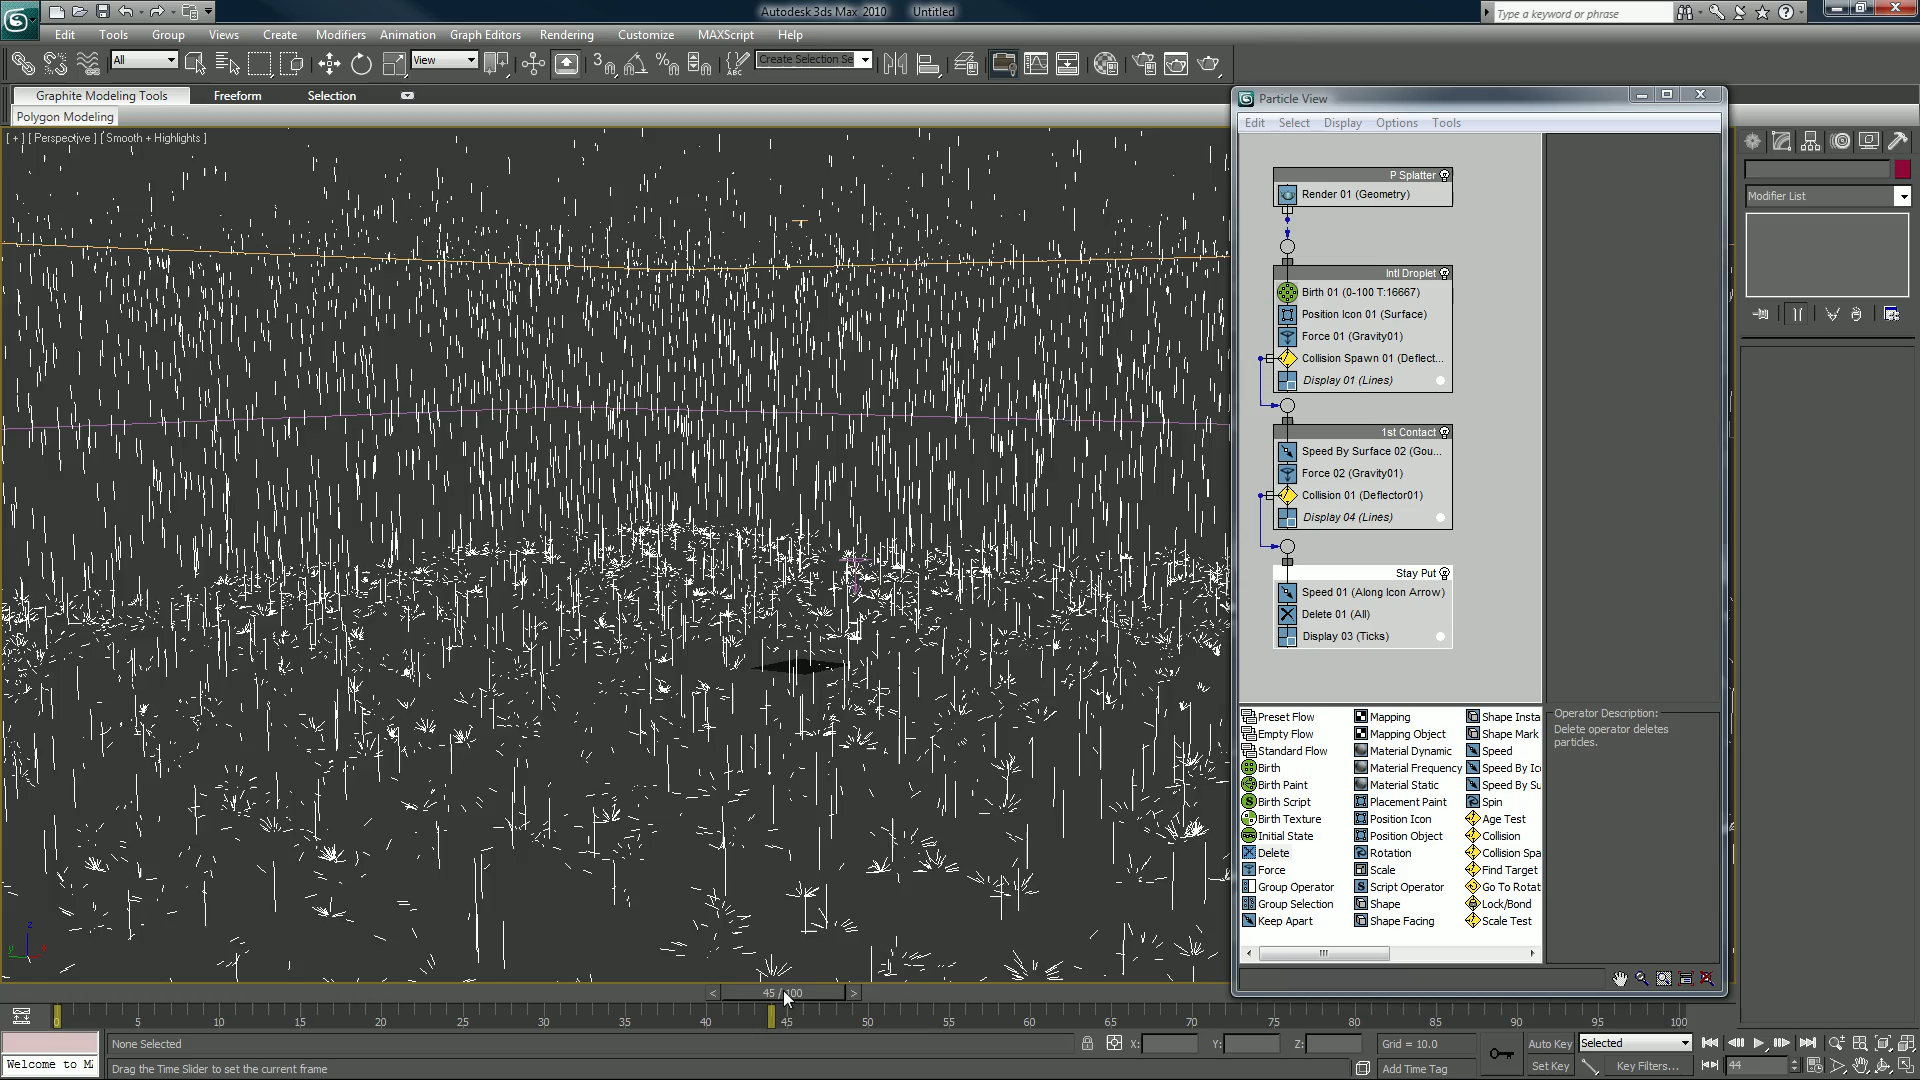 Autodesk 3ds Max 2010 Untitled
Type a keyword or phrase
Edit Tools Group Views Create Modifiers Animation Graph Editors Rendering Customize MAXScript Help
All View Create Selection Se
Graphite Modeling Tools Freeform Selection
Polygon Modeling
[ + ] [ Perspective ] [ Smooth + Highlights ]
Particle View
Edit Select Display Options Tools
P Splatter
Render 01 (Geometry)
Intl Droplet
Birth 01 (0-100 T:16667)
Position Icon 01 (Surface)
Force 01 (Gravity01)
Collision Spawn 01 (Deflect...
Display 01 (Lines)
1st Contact
Speed By Surface 02 (Gou...
Force 02 (Gravity01)
Collision 01 (Deflector01)
Display 04 (Lines)
Stay Put
Speed 01 (Along Icon Arrow)
Delete 01 (All)
Display 03 (Ticks)
Preset Flow Mapping Shape Insta
Empty Flow Mapping Object Shape Mark
Standard Flow Material Dynamic Speed
Birth Material Frequency Speed By Ic
Birth Paint Material Static Speed By Su
Birth Script Placement Paint Spin
Birth Texture Position Icon Age Test
Initial State Position Object Collision
Delete Rotation Collision Spa
Force Scale Find Target
Group Operator Script Operator Go To Rotat
Group Selection Shape Lock/Bond
Keep Apart Shape Facing Scale Test
Operator Description:
Delete operator deletes
particles.
Modifier List
z
y
< 45 / 100 >
0 5 10 15 20 25 30 35 40 45 50 55 60 65 70 75 80 85 90 95 100
None Selected X: Y: Z: Grid = 10.0 Auto Key Selected
Welcome to M
Drag the Time Slider to set the current frame Add Time Tag Set Key Key Filters... 44